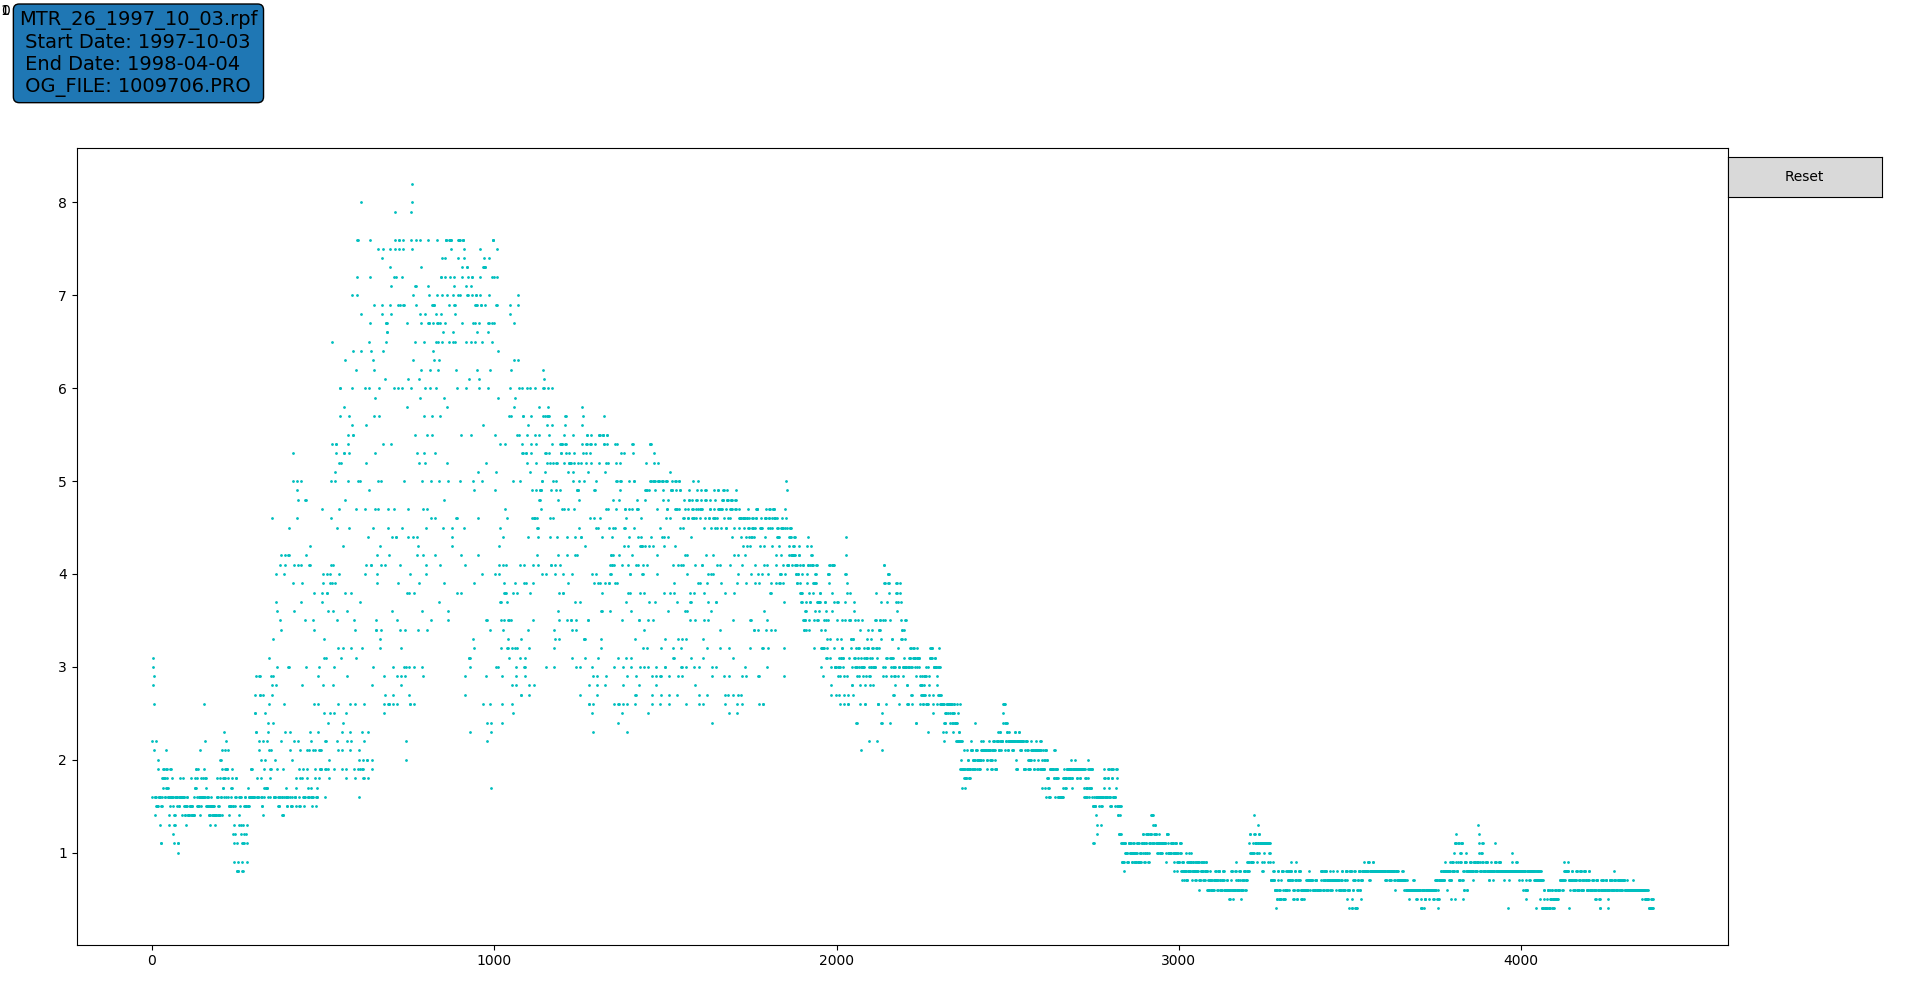 MTR_26_1997_10_03.rpf
Start Date: 1997-10-03
End Date: 1998-04-04
OG_FILE: 1009706.PRO
Reset
8
7
6
5
4
3
2
1
0 1000 2000 3000 4000